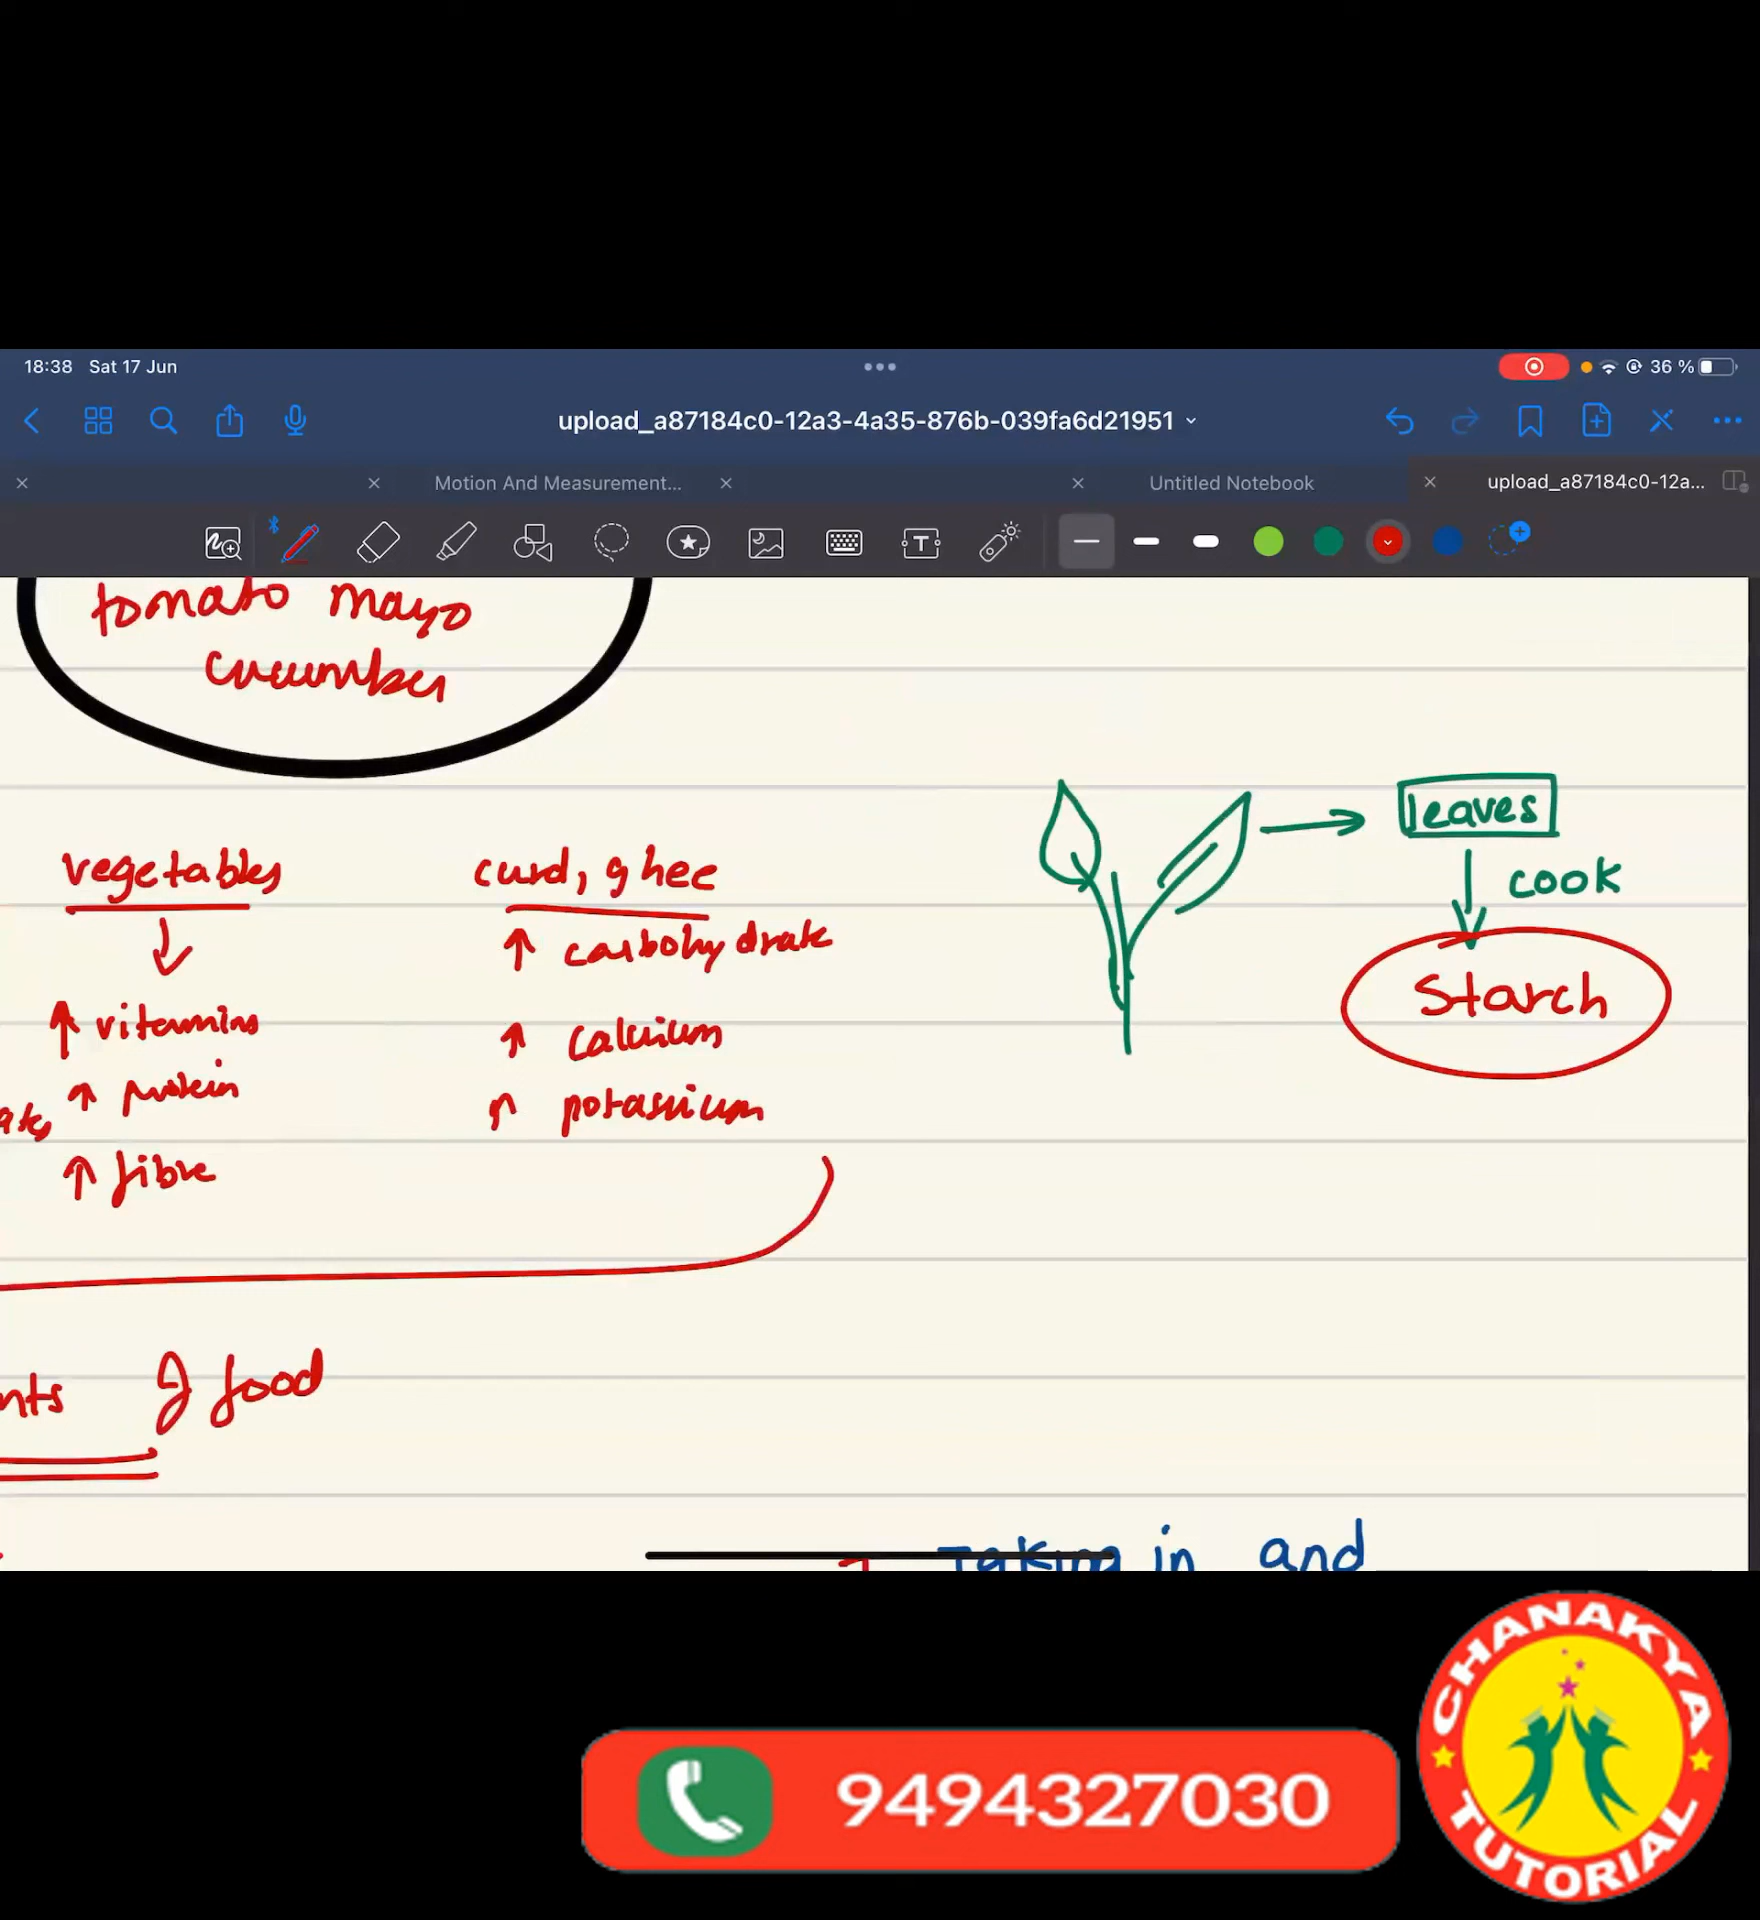 18:38 Sat 17 Jun
36 %
upload_a87184c0-12a3-4a35-876b-039fa6d21951
Motion And Measurement...
Untitled Notebook
upload_a87184c0-12a...
T
tomato mayo
cucumber
leaves
cook
Starch
vegetables
↑ vitamins
↑ protein
↑ fibre
curd, ghee
↑ carbohydrate
↑ calcium
↑ potassium
nts of food
Taking in and
9494327030
CHANAKYA
TUTORIAL